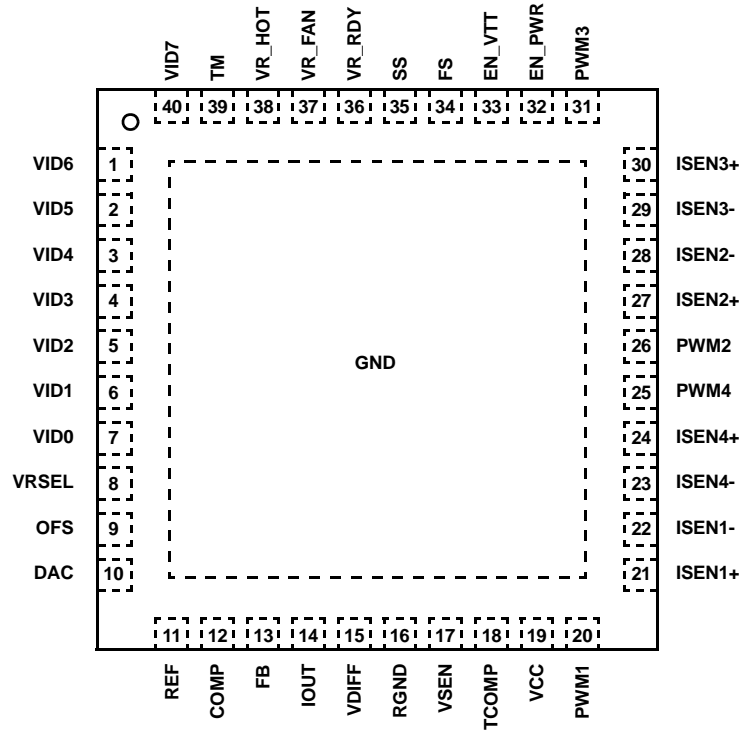 VID7 TM VR_HOT VR_FAN VR_RDY SS FS EN_VTT EN_PWR PWM3
40 39 38 37 36 35 34 33 32 31
VID6 1 30 ISEN3+
VID5 2 29 ISEN3-
VID4 3 28 ISEN2-
VID3 4 27 ISEN2+
VID2 5 26 PWM2
GND
VID1 6 25 PWM4
VID0 7 24 ISEN4+
VRSEL 8 23 ISEN4-
OFS 9 22 ISEN1-
DAC 10 21 ISEN1+
11 12 13 14 15 16 17 18 19 20
REF COMP FB IOUT VDIFF RGND VSEN TCOMP VCC PWM1